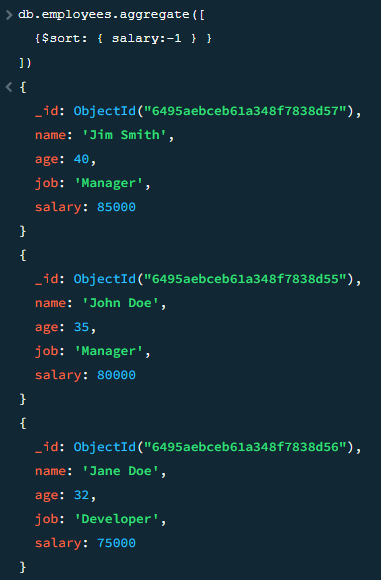 > db.employees.aggregate([
{$sort: { salary:-1 } }
])
< {
_id: ObjectId("6495aebceb61a348f7838d57"),
name: 'Jim Smith',
age: 40,
job: 'Manager',
salary: 85000
}
{
_id: ObjectId("6495aebceb61a348f7838d55"),
name: 'John Doe',
age: 35,
job: 'Manager',
salary: 80000
}
{
_id: ObjectId("6495aebceb61a348f7838d56"),
name: 'Jane Doe',
age: 32,
job: 'Developer',
salary: 75000
}